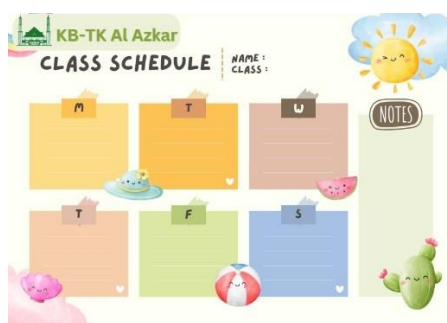 KB-TK Al Azkar
CLASS SCHEDULE
NAME :
CLASS :
M
T
W
NOTES
T
F
S